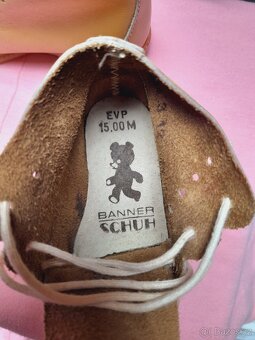 EVP
15.00 M
BANNER
SCHUH